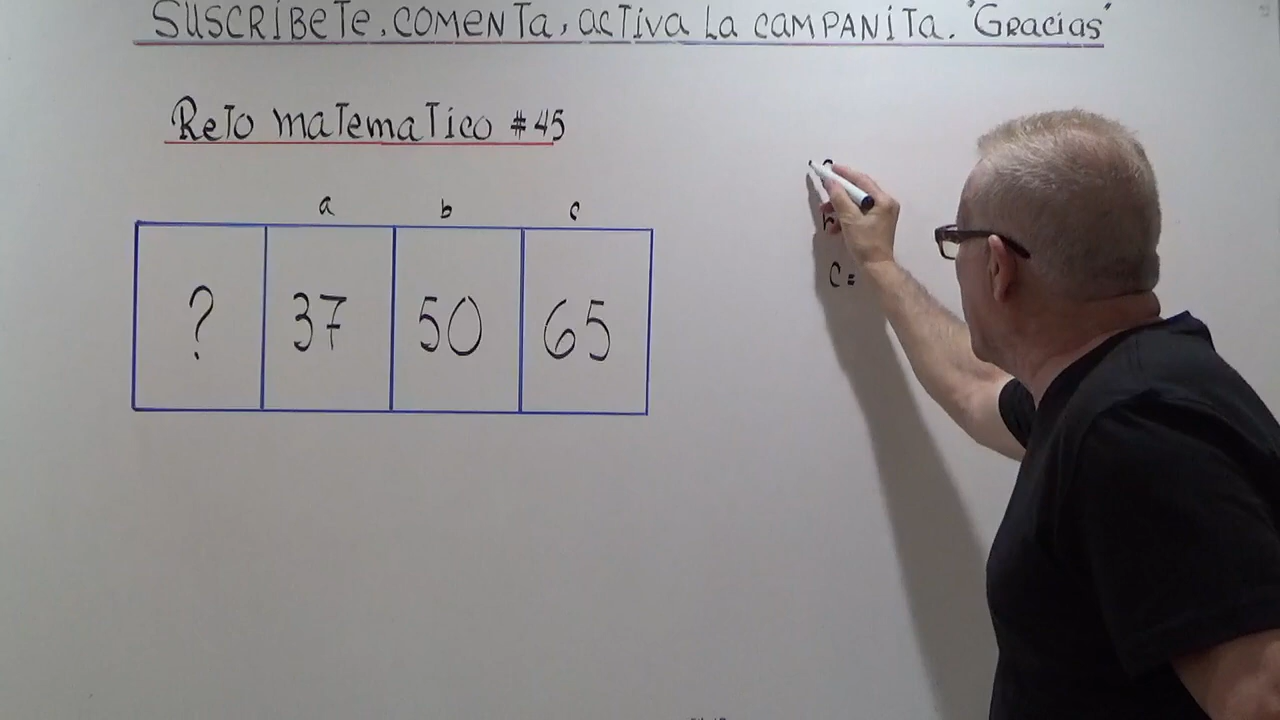 SUSCRIBETE, COMENTA, ACTIVA LA CAMPANITA. "GRACIAS"
RETO MATEMATICO #45
a b c
? 37 50 65
c =